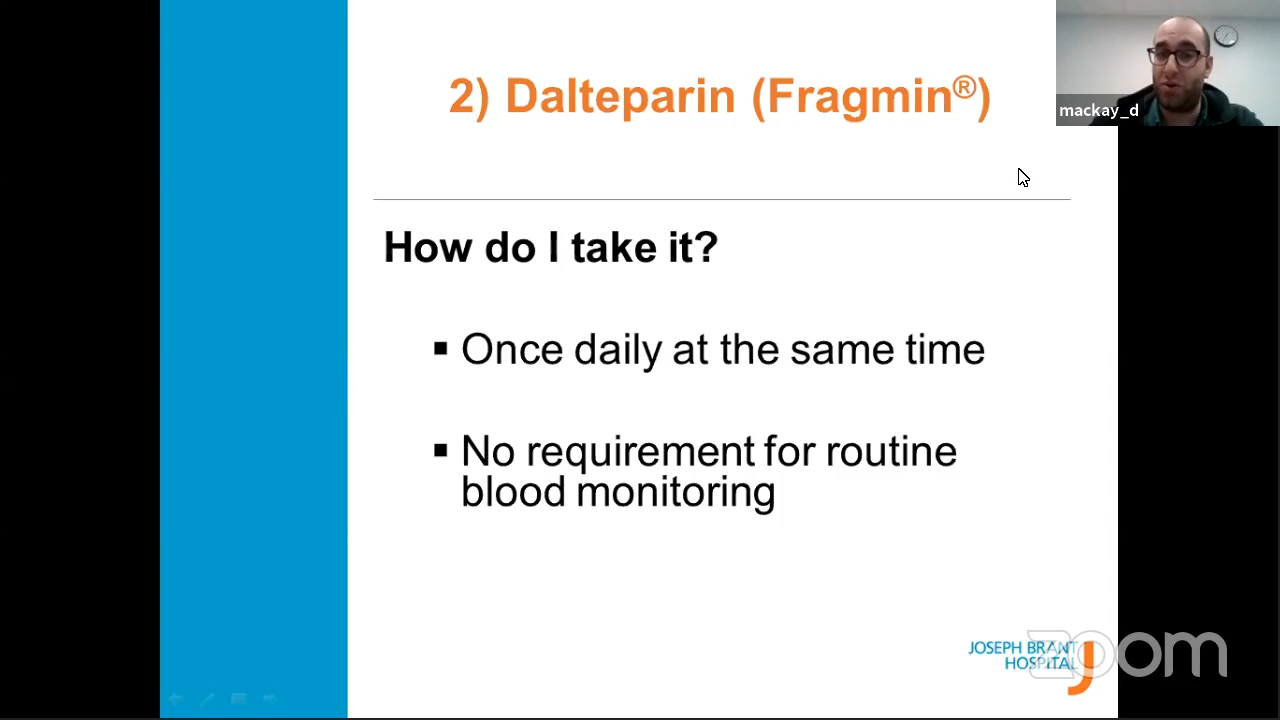 2) Dalteparin (Fragmin®)
mackay_d
How do I take it?
▪ Once daily at the same time
▪ No requirement for routine
blood monitoring
JOSEPH BRANT
HOSPITAL
zoom